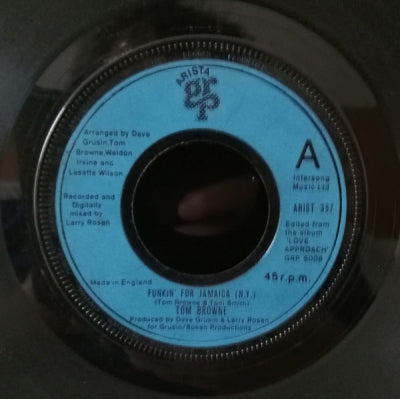 ARISTA
grp
Arranged by Dave
Grusin,Tom
Browne,Weldon
Irvine and
Lesette Wilson
Recorded and
Digitally
mixed by
Larry Rosen
A
Intersong
Music Ltd
ARIST 357
Edited from
the album
'LOVE
APPROACH'
GRP 5008
Made in England
45 r.p.m.
FUNKIN' FOR JAMAICA (N.Y.)
(Tom Browne & Toni Smith)
TOM BROWNE
Produced by Dave Grusin & Larry Rosen
for Grusin/Rosen Productions